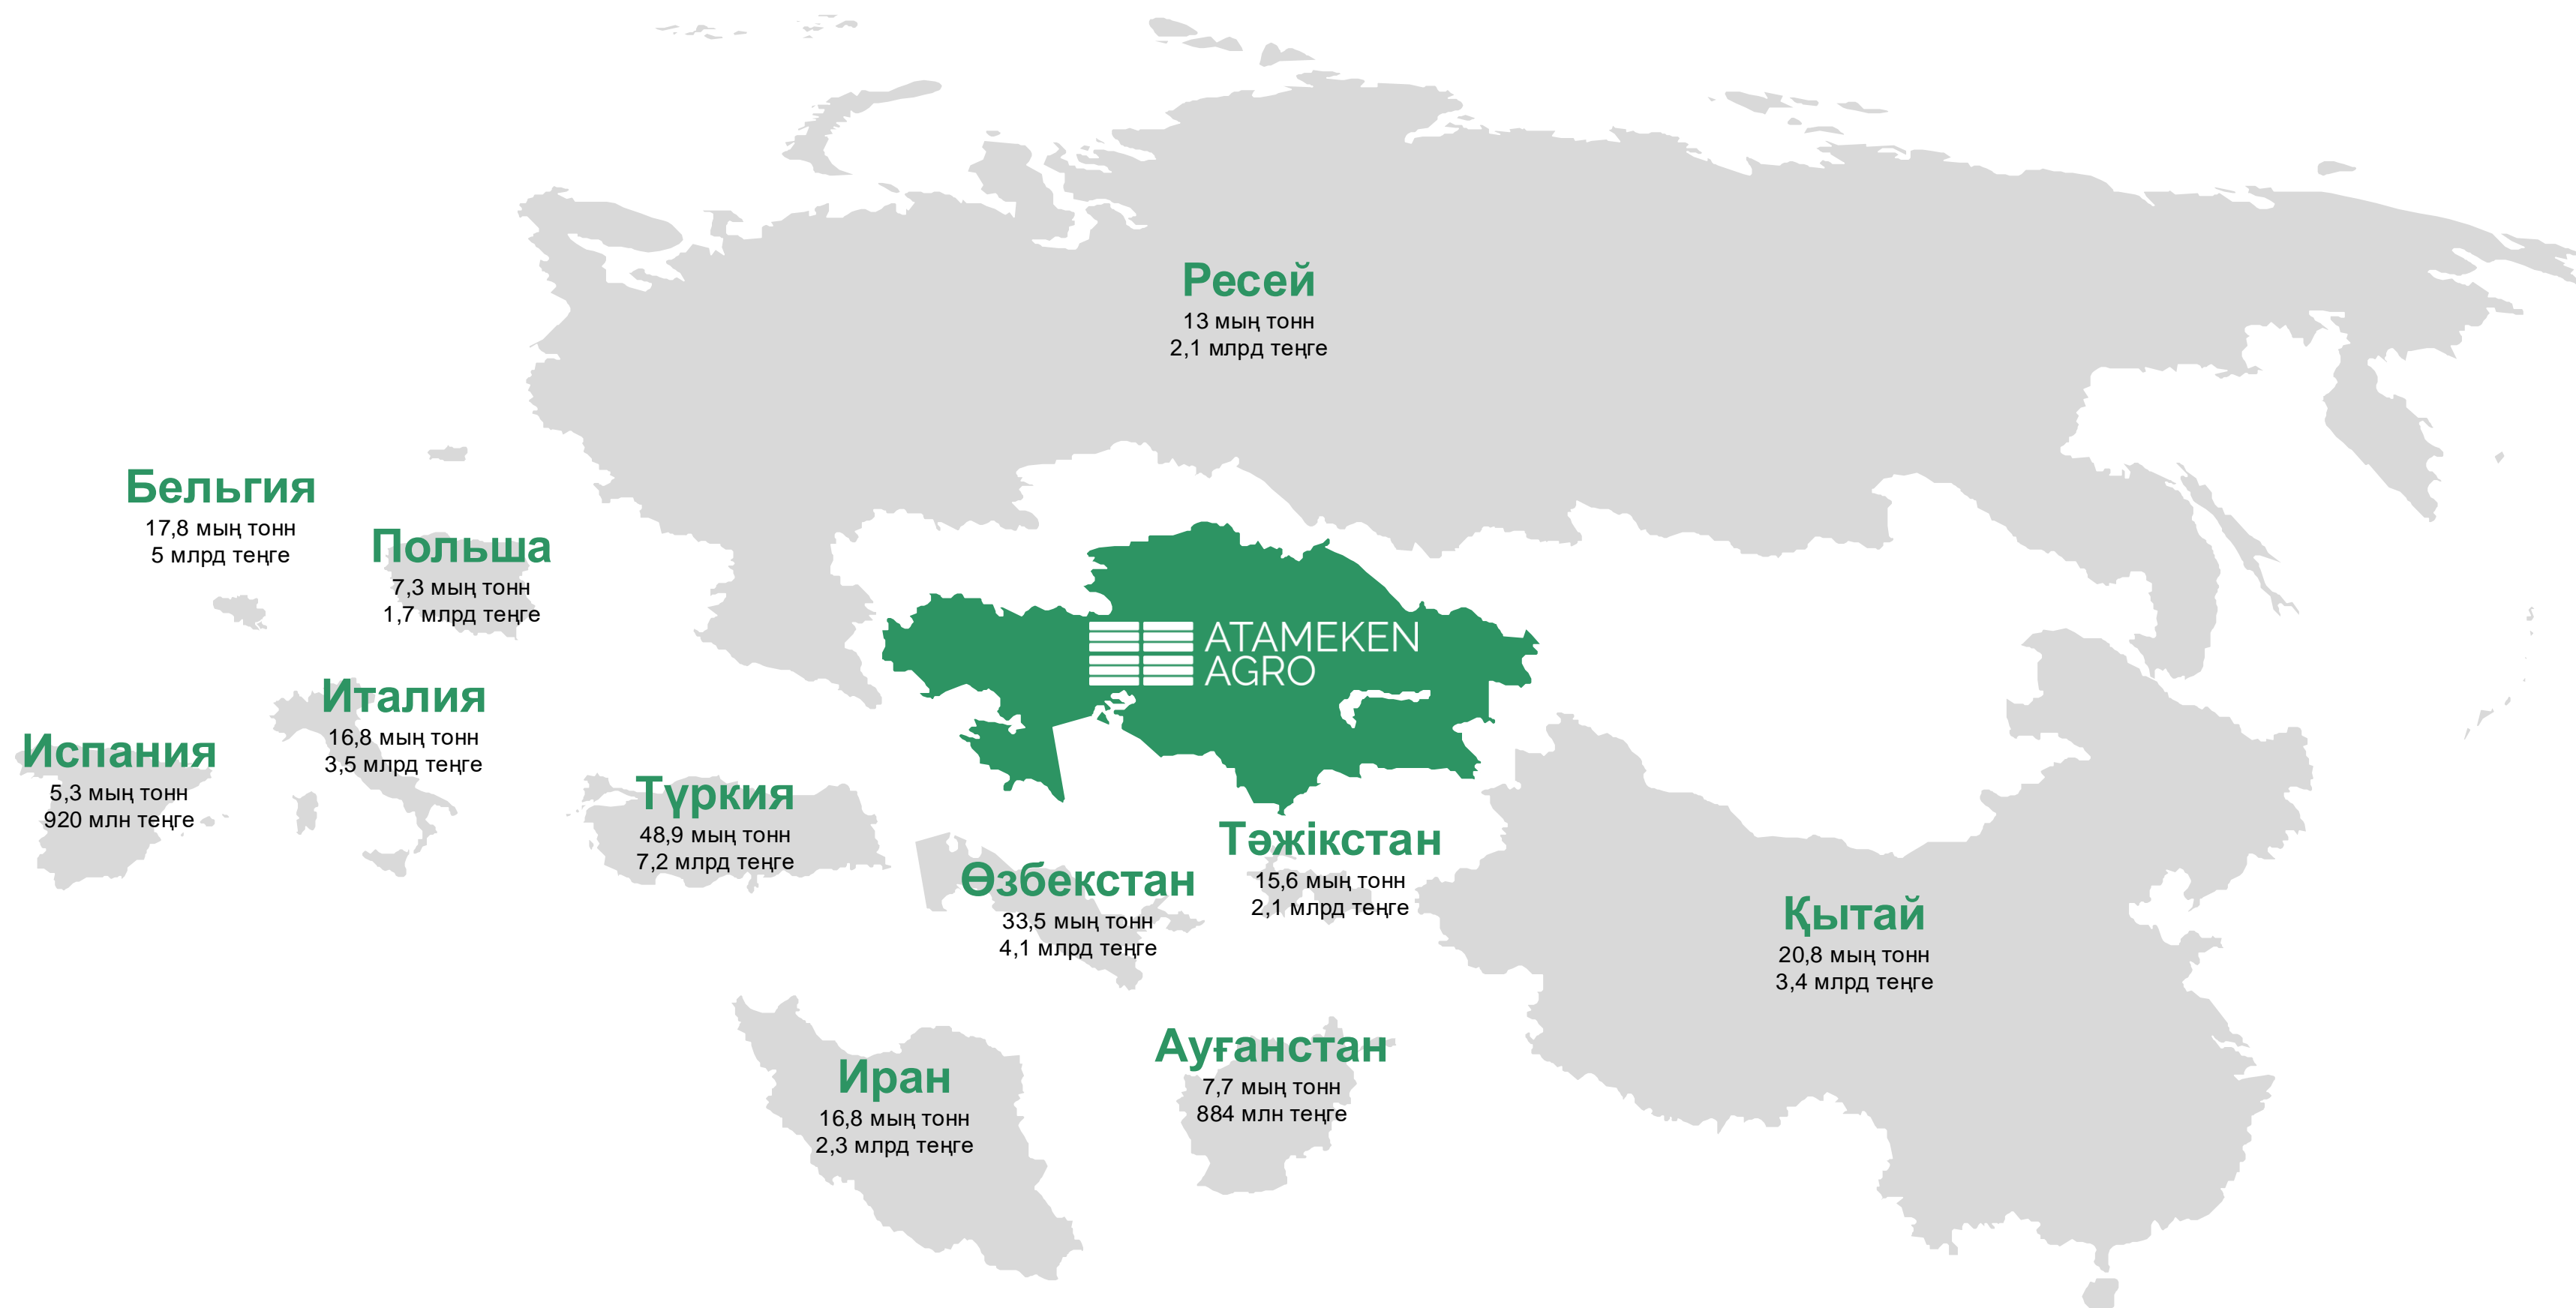 Ресей
13 мың тонн
2,1 млрд теңге
Бельгия
17,8 мың тонн
5 млрд теңге
Польша
7,3 мың тонн
1,7 млрд теңге
ATAMEKEN
AGRO
Италия
16,8 мың тонн
3,5 млрд теңге
Испания
5,3 мың тонн
920 млн теңге
Түркия
48,9 мың тонн
7,2 млрд теңге
Тәжікстан
15,6 мың тонн
2,1 млрд теңге
Өзбекстан
33,5 мың тонн
4,1 млрд теңге
Қытай
20,8 мың тонн
3,4 млрд теңге
Ауғанстан
7,7 мың тонн
884 млн теңге
Иран
16,8 мың тонн
2,3 млрд теңге